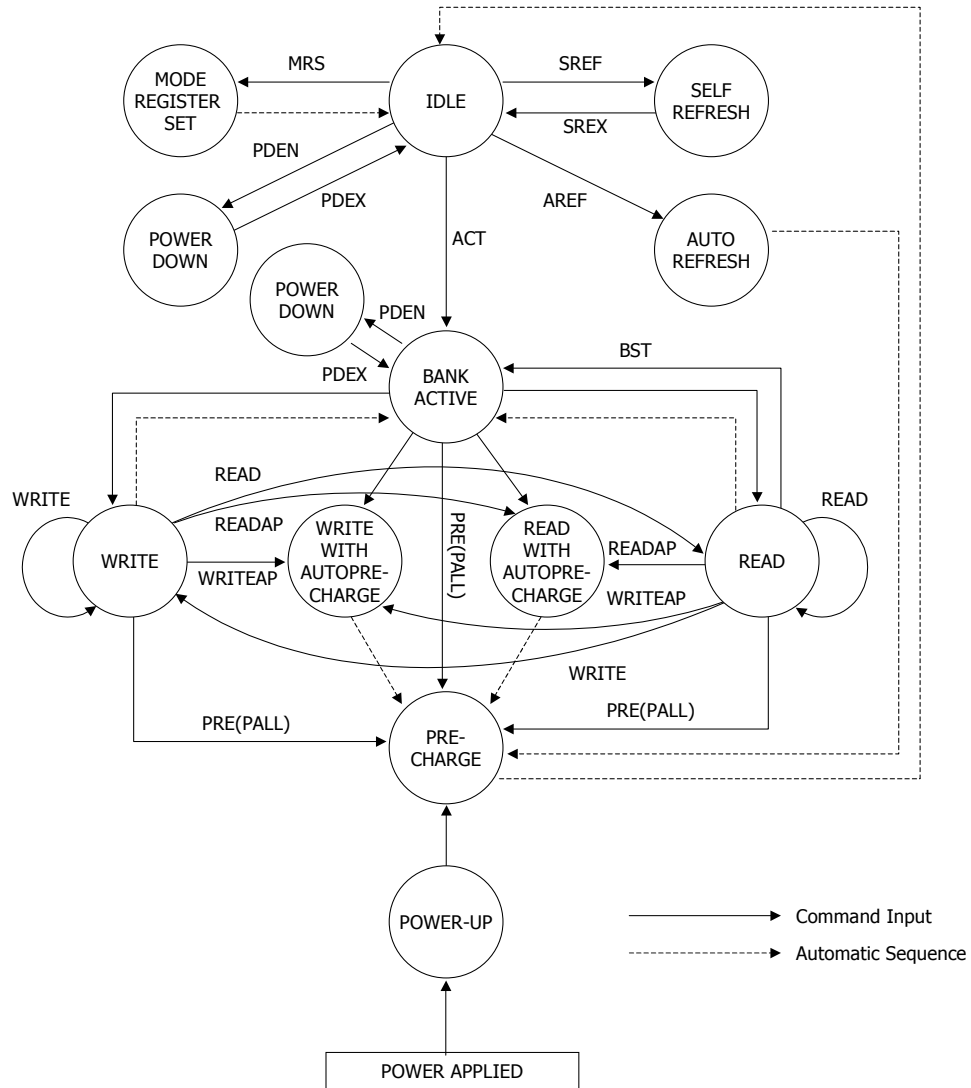 MRS
SREF
MODE
REGISTER
SET
IDLE
SELF
REFRESH
SREX
PDEN
PDEX
AREF
POWER
DOWN
AUTO
REFRESH
ACT
POWER
DOWN
PDEN
BST
PDEX
BANK
ACTIVE
READ
WRITE
READ
READAP
WRITE
WRITE
WITH
AUTOPRE-
CHARGE
PRE(PALL)
READ
WITH
AUTOPRE-
CHARGE
READAP
READ
WRITEAP
WRITEAP
WRITE
PRE(PALL)
PRE(PALL)
PRE-
CHARGE
POWER-UP
Command Input
Automatic Sequence
POWER APPLIED